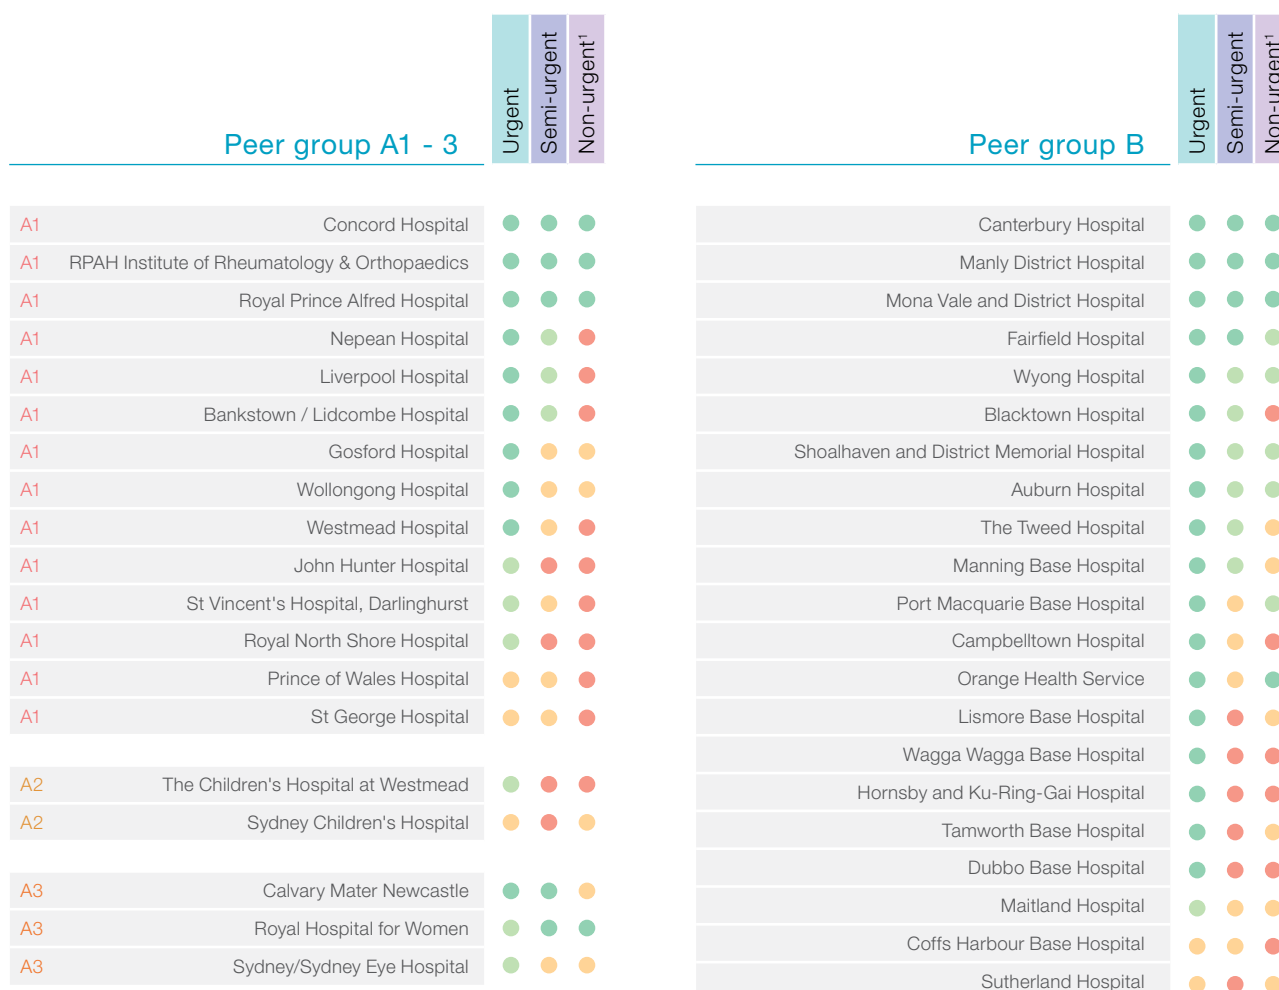 Peer group A1 - 3
Urgent
Semi-urgent
Non-urgent¹
A1 Concord Hospital
A1 RPAH Institute of Rheumatology & Orthopaedics
A1 Royal Prince Alfred Hospital
A1 Nepean Hospital
A1 Liverpool Hospital
A1 Bankstown / Lidcombe Hospital
A1 Gosford Hospital
A1 Wollongong Hospital
A1 Westmead Hospital
A1 John Hunter Hospital
A1 St Vincent's Hospital, Darlinghurst
A1 Royal North Shore Hospital
A1 Prince of Wales Hospital
A1 St George Hospital
A2 The Children's Hospital at Westmead
A2 Sydney Children's Hospital
A3 Calvary Mater Newcastle
A3 Royal Hospital for Women
A3 Sydney/Sydney Eye Hospital
Peer group B
Urgent
Semi-urgent
Non-urgent¹
Canterbury Hospital
Manly District Hospital
Mona Vale and District Hospital
Fairfield Hospital
Wyong Hospital
Blacktown Hospital
Shoalhaven and District Memorial Hospital
Auburn Hospital
The Tweed Hospital
Manning Base Hospital
Port Macquarie Base Hospital
Campbelltown Hospital
Orange Health Service
Lismore Base Hospital
Wagga Wagga Base Hospital
Hornsby and Ku-Ring-Gai Hospital
Tamworth Base Hospital
Dubbo Base Hospital
Maitland Hospital
Coffs Harbour Base Hospital
Sutherland Hospital